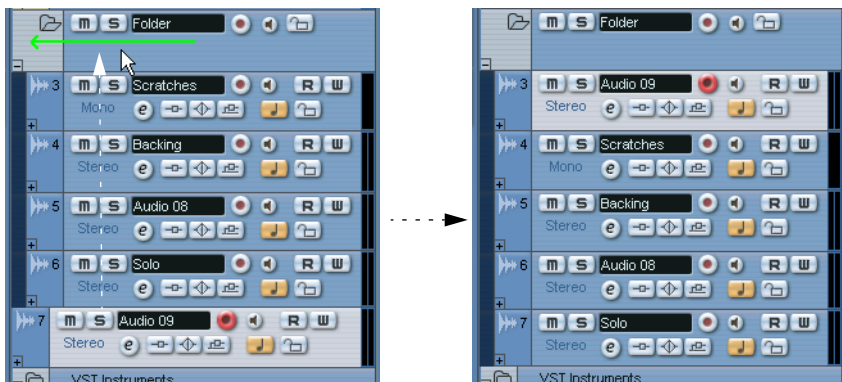 m S Folder
3 m S Scratches R W
Mono e
4 m S Backing R W
Stereo e
5 m S Audio 08 R W
Stereo e
6 m S Solo R W
Stereo e
7 m S Audio 09 R W
Stereo e
VST Instruments
m S Folder
3 m S Audio 09 R W
Stereo e
4 m S Scratches R W
Mono e
5 m S Backing R W
Stereo e
6 m S Audio 08 R W
Stereo e
7 m S Solo R W
Stereo e
VST Instruments